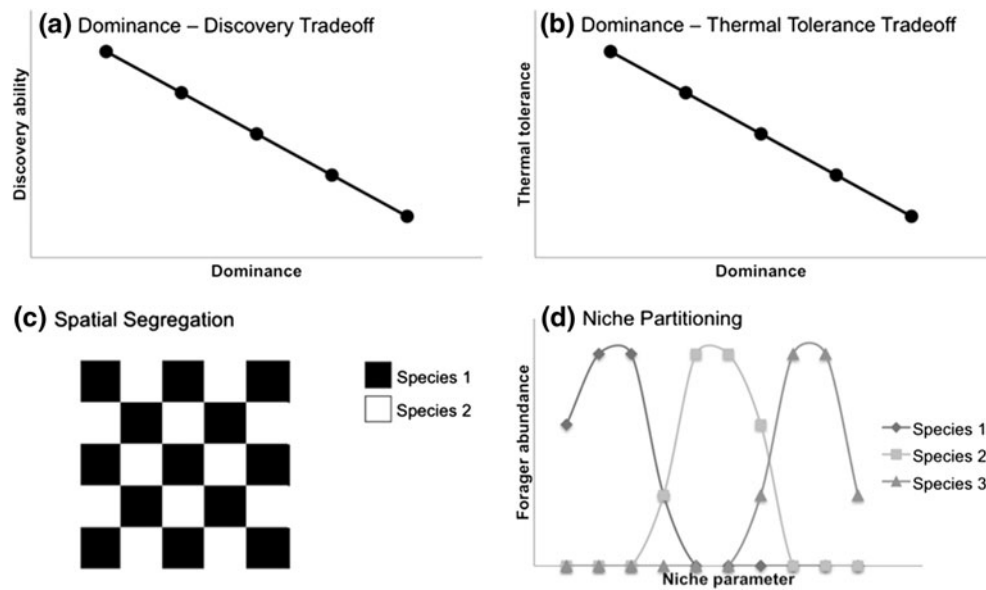 (a) Dominance – Discovery Tradeoff
Discovery ability
Dominance
(b) Dominance – Thermal Tolerance Tradeoff
Thermal tolerance
Dominance
(c) Spatial Segregation
Species 1
Species 2
(d) Niche Partitioning
Forager abundance
Species 1
Species 2
Species 3
Niche parameter